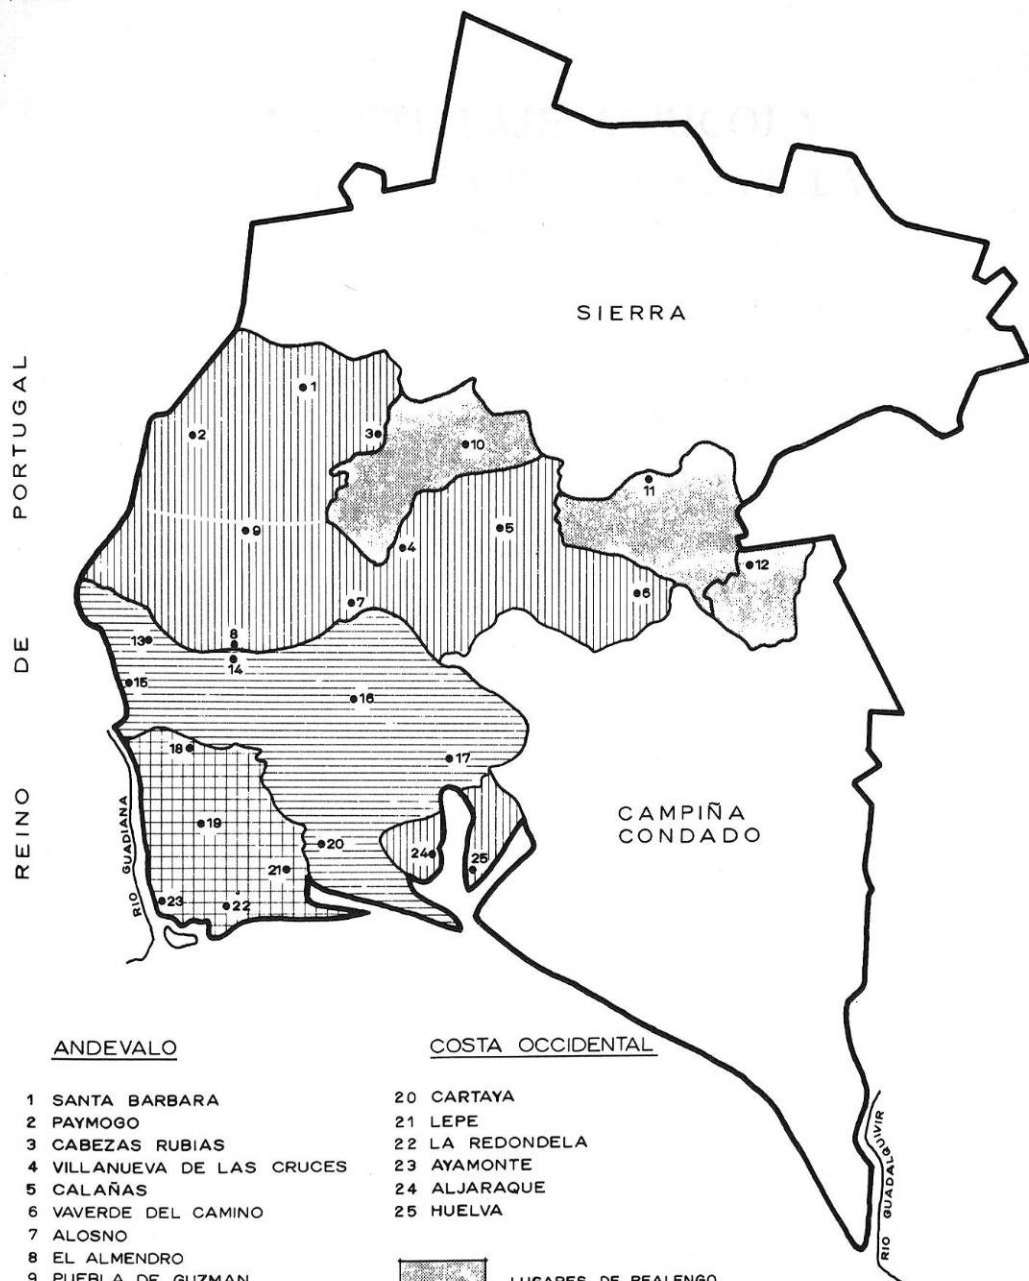 SIERRA
REINO DE PORTUGAL
1
2
3
10
11
9
4
5
12
7
6
8
13
14
15
16
18
17
CAMPIÑA
CONDADO
19
20
24
25
21
23
22
RIO GUADIANA
RIO GUADALQUIVIR
ANDEVALO
1 SANTA BARBARA
2 PAYMOGO
3 CABEZAS RUBIAS
4 VILLANUEVA DE LAS CRUCES
5 CALAÑAS
6 VAVERDE DEL CAMINO
7 ALOSNO
8 EL ALMENDRO
9 PUEBLA DE GUZMAN
COSTA OCCIDENTAL
20 CARTAYA
21 LEPE
22 LA REDONDELA
23 AYAMONTE
24 ALJARAQUE
25 HUELVA
LUGARES DE REALENGO